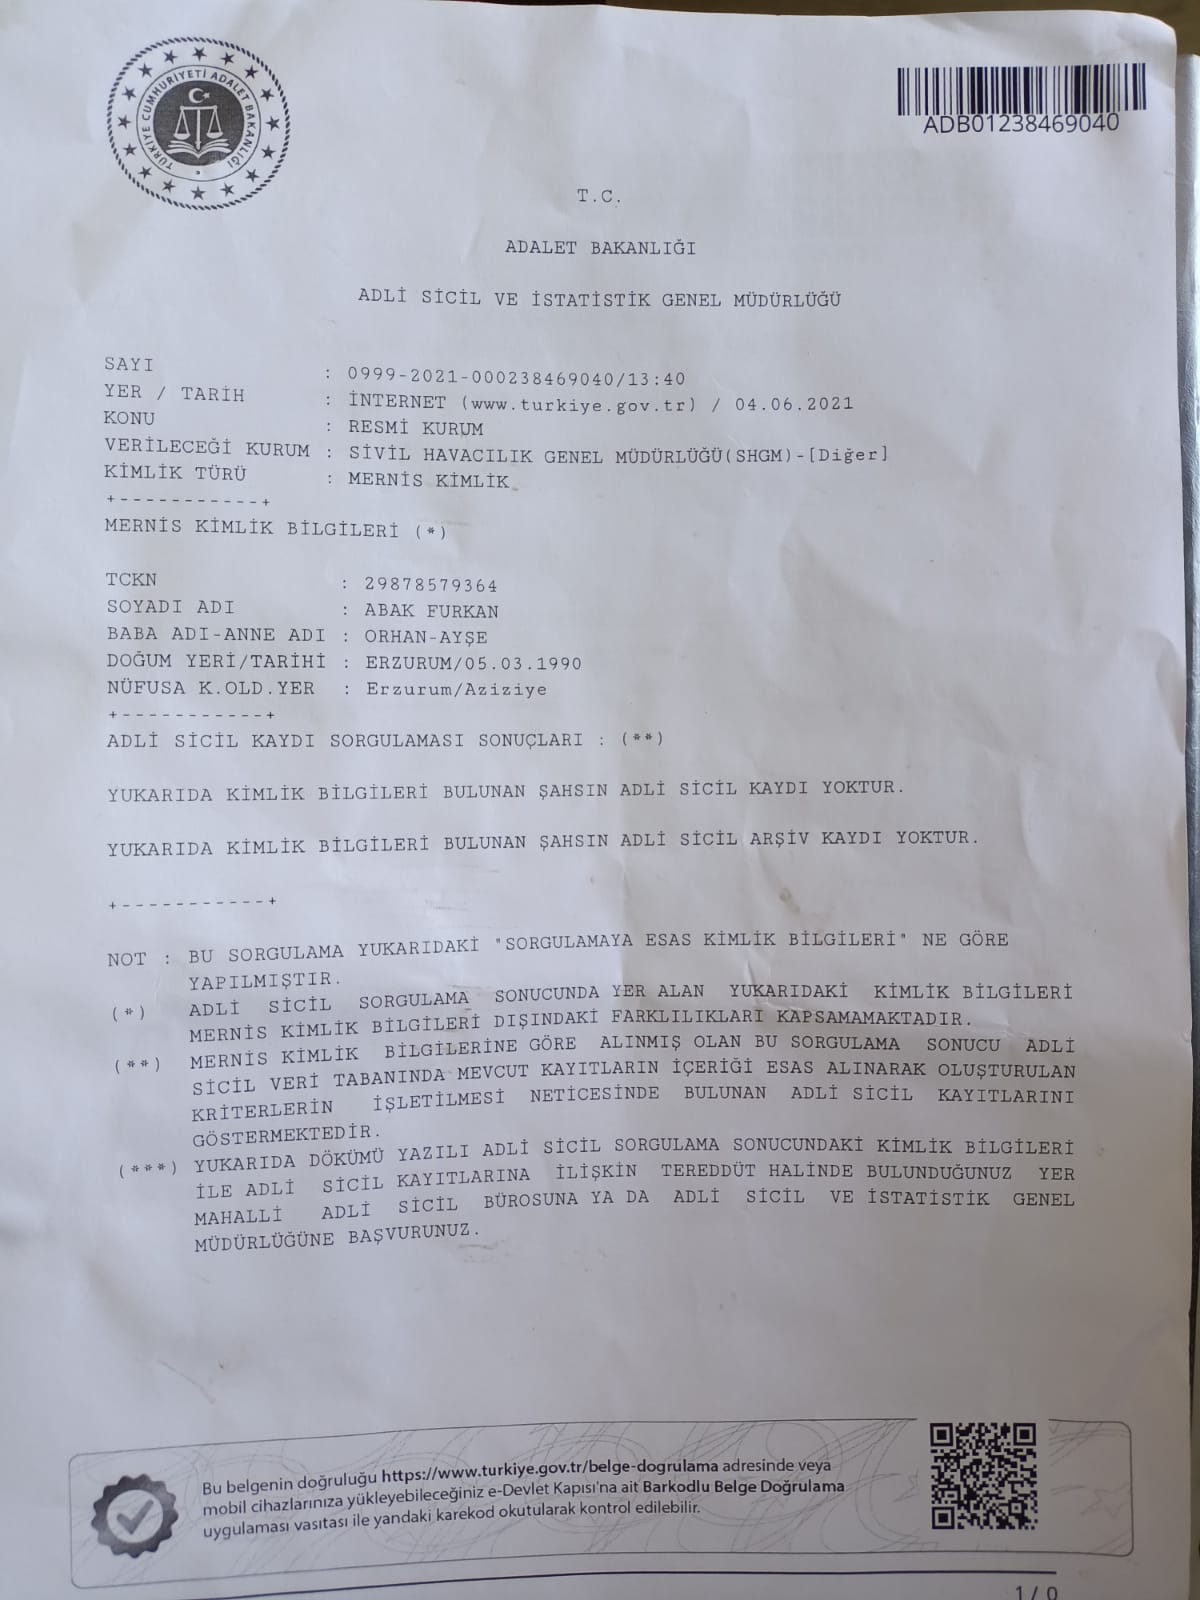 TÜRKİYE CUMHURİYETİ ADALET BAKANLIĞI
ADB01238469040
T.C.
ADALET BAKANLIĞI
ADLİ SİCİL VE İSTATİSTİK GENEL MÜDÜRLÜĞÜ
SAYI : 0999-2021-000238469040/13:40
YER / TARİH : İNTERNET (www.turkiye.gov.tr) / 04.06.2021
KONU : RESMİ KURUM
VERİLECEĞİ KURUM : SİVİL HAVACILIK GENEL MÜDÜRLÜĞÜ(SHGM)-[Diğer]
KİMLİK TÜRÜ : MERNİS KİMLİK
+-----------+
MERNİS KİMLİK BİLGİLERİ (*)
TCKN : 29878579364
SOYADI ADI : ABAK FURKAN
BABA ADI-ANNE ADI : ORHAN-AYŞE
DOĞUM YERİ/TARİHİ : ERZURUM/05.03.1990
NÜFUSA K.OLD.YER : Erzurum/Aziziye
+-----------+
ADLİ SİCİL KAYDI SORGULAMASI SONUÇLARI : (**)
YUKARIDA KİMLİK BİLGİLERİ BULUNAN ŞAHSIN ADLİ SİCİL KAYDI YOKTUR.
YUKARIDA KİMLİK BİLGİLERİ BULUNAN ŞAHSIN ADLİ SİCİL ARŞİV KAYDI YOKTUR.
+-----------+
NOT : BU SORGULAMA YUKARIDAKİ "SORGULAMAYA ESAS KİMLİK BİLGİLERİ" NE GÖRE
YAPILMIŞTIR.
(*) ADLİ SİCİL SORGULAMA SONUCUNDA YER ALAN YUKARIDAKİ KİMLİK BİLGİLERİ
MERNİS KİMLİK BİLGİLERİ DIŞINDAKİ FARKLILIKLARI KAPSAMAMAKTADIR.
(**) MERNİS KİMLİK BİLGİLERİNE GÖRE ALINMIŞ OLAN BU SORGULAMA SONUCU ADLİ
SİCİL VERİ TABANINDA MEVCUT KAYITLARIN İÇERİĞİ ESAS ALINARAK OLUŞTURULAN
KRİTERLERİN İŞLETİLMESİ NETİCESİNDE BULUNAN ADLİ SİCİL KAYITLARINI
GÖSTERMEKTEDİR.
(***) YUKARIDA DÖKÜMÜ YAZILI ADLİ SİCİL SORGULAMA SONUCUNDAKİ KİMLİK BİLGİLERİ
İLE ADLİ SİCİL KAYITLARINA İLİŞKİN TEREDDÜT HALİNDE BULUNDUĞUNUZ YER
MAHALLİ ADLİ SİCİL BÜROSUNA YA DA ADLİ SİCİL VE İSTATİSTİK GENEL
MÜDÜRLÜĞÜNE BAŞVURUNUZ.
Bu belgenin doğruluğu https://www.turkiye.gov.tr/belge-dogrulama adresinde veya
mobil cihazlarınıza yükleyebileceğiniz e-Devlet Kapısı'na ait Barkodlu Belge Doğrulama
uygulaması vasıtası ile yandaki karekod okutularak kontrol edilebilir.
1 / 0